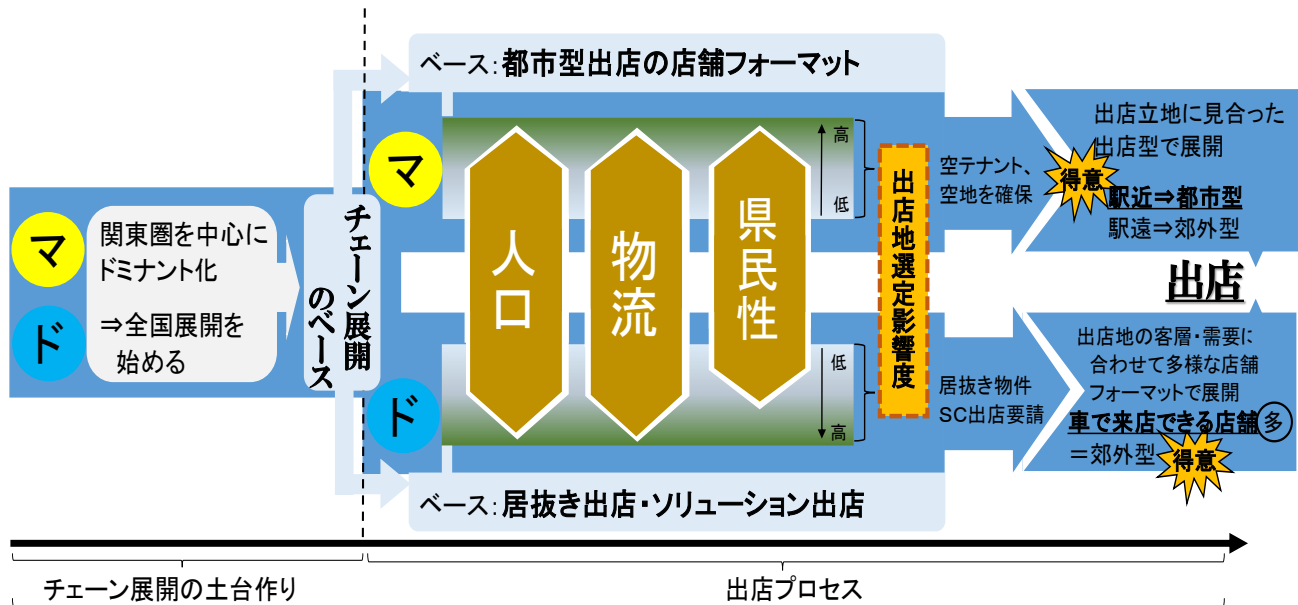 ベース：都市型出店の店舗フォーマット
マ
ド
関東圏を中心に
ドミナント化
⇒全国展開を
始める
チェーン展開
のベース
マ
ド
人口
物流
県民性
高
低
低
高
出店地選定影響度
空テナント、
空地を確保
居抜き物件
SC出店要請
出店立地に見合った
出店型で展開
得意
駅近⇒都市型
駅遠⇒郊外型
出店
出店地の客層・需要に
合わせて多様な店舗
フォーマットで展開
車で来店できる店舗多
＝郊外型
得意
ベース：居抜き出店・ソリューション出店
チェーン展開の土台作り
出店プロセス